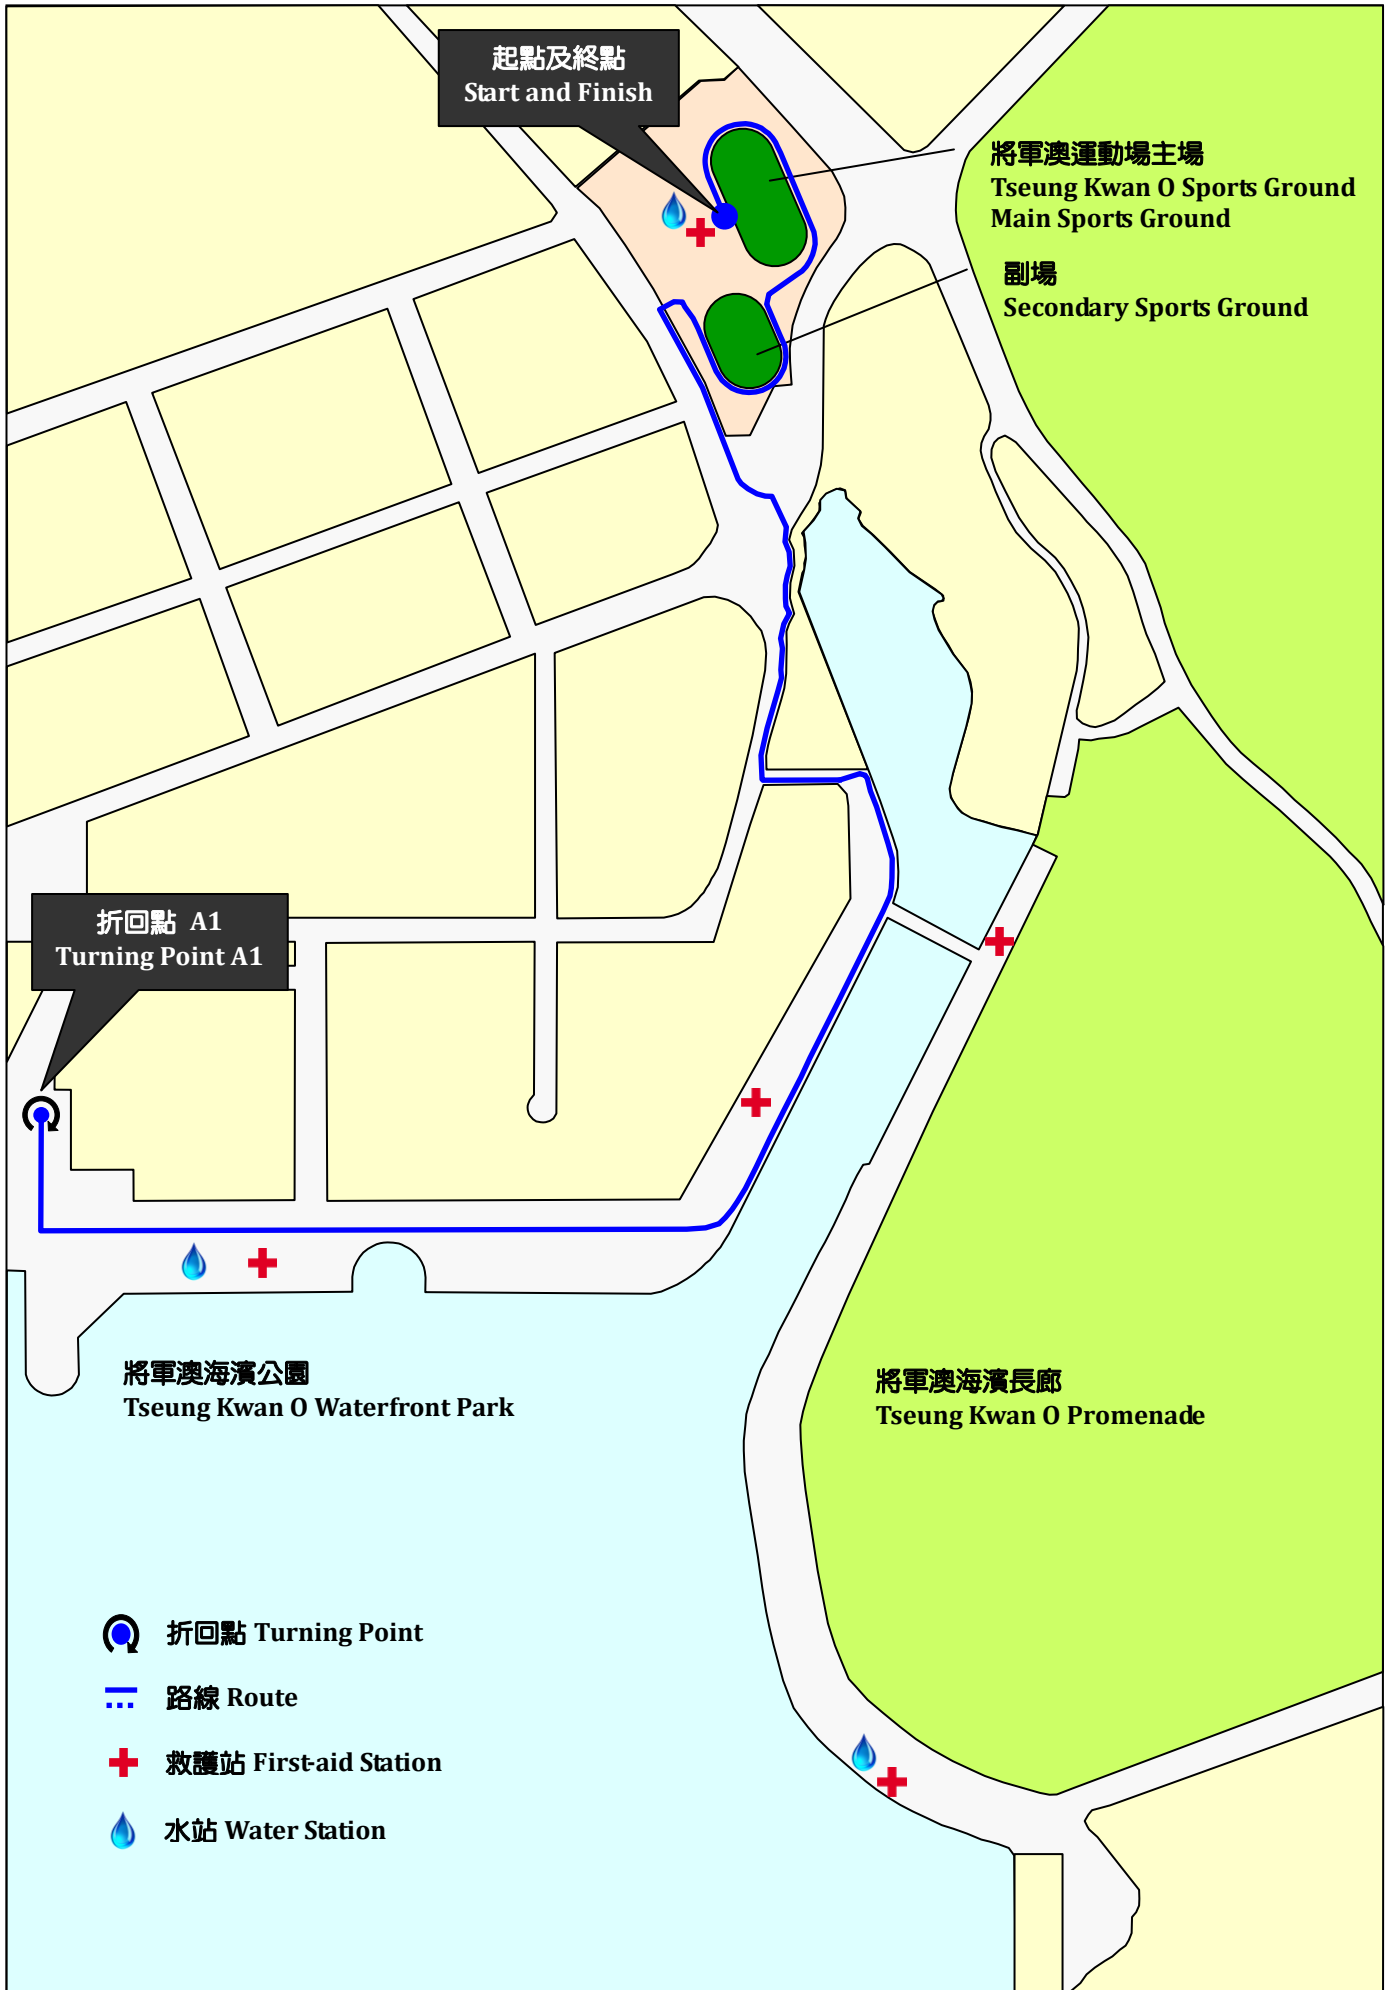 起點及終點
Start and Finish
將軍澳運動場主場
Tseung Kwan O Sports Ground
Main Sports Ground
副場
Secondary Sports Ground
折回點 A1
Turning Point A1
將軍澳海濱公園
Tseung Kwan O Waterfront Park
將軍澳海濱長廊
Tseung Kwan O Promenade
折回點 Turning Point
路線 Route
救護站 First-aid Station
水站 Water Station